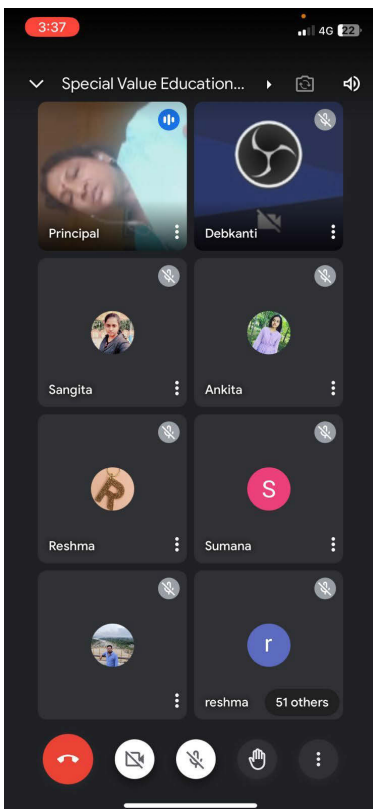 3:37
4G 22
Special Value Education...
Principal
Debkanti
Sangita
Ankita
R
Reshma
S
Sumana
r
reshma
51 others